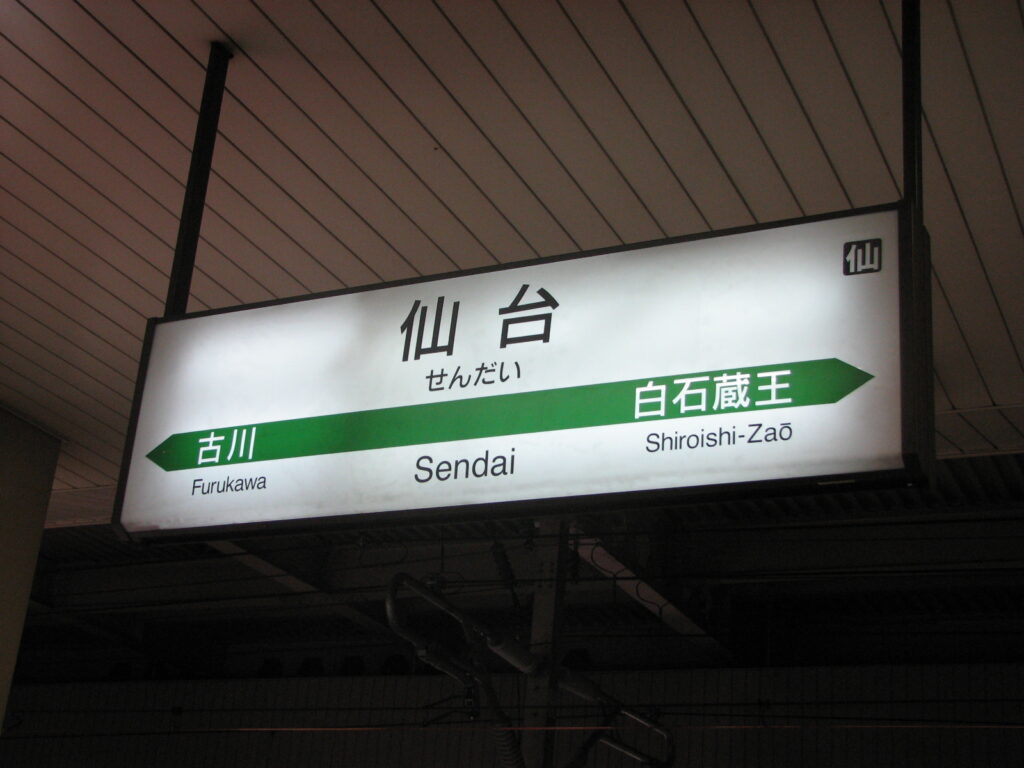 仙
仙台
せんだい
古川
白石蔵王
Furukawa
Sendai
Shiroishi-Zaō